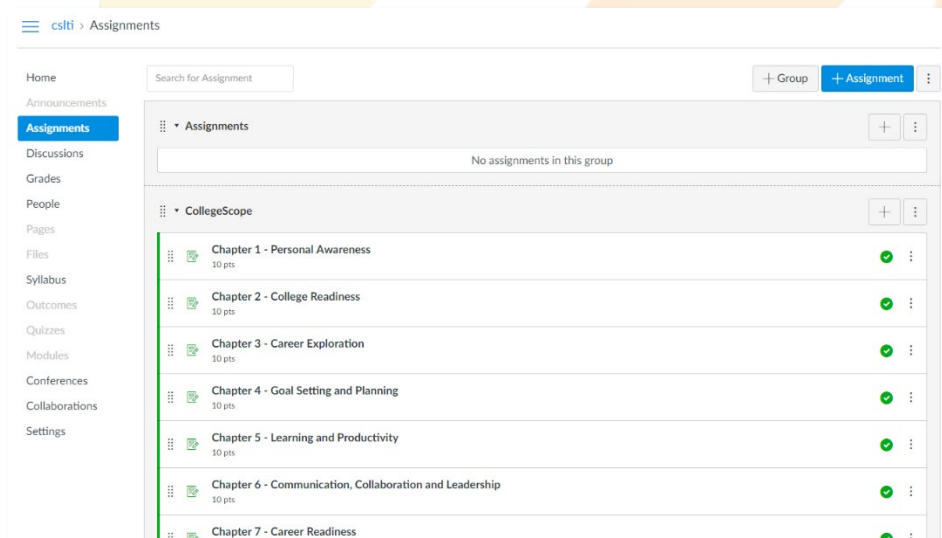 cslti > Assignments
Home
Announcements
Assignments
Discussions
Grades
People
Pages
Files
Syllabus
Outcomes
Quizzes
Modules
Conferences
Collaborations
Settings
Search for Assignment
+ Group
+ Assignment
Assignments
No assignments in this group
CollegeScope
Chapter 1 - Personal Awareness
10 pts
Chapter 2 - College Readiness
10 pts
Chapter 3 - Career Exploration
10 pts
Chapter 4 - Goal Setting and Planning
10 pts
Chapter 5 - Learning and Productivity
10 pts
Chapter 6 - Communication, Collaboration and Leadership
10 pts
Chapter 7 - Career Readiness